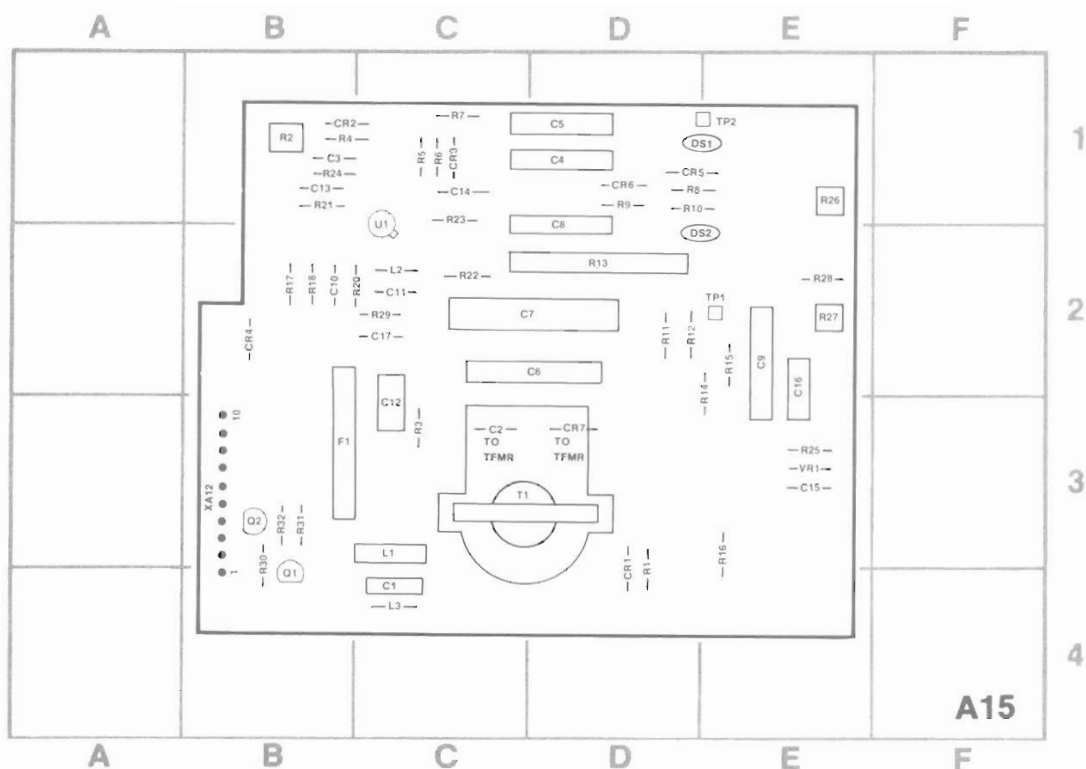 A B C D E F
R7
CR2
C5
TP2
R2
R4
DS1
1
R5
R6
CR3
C3
C4
R24
CR5
C13
C14
CR6
R8
R21
R9
R10
R26
U1
R23
C8
DS2
R13
R17
R18
C10
R20
L2
R22
R28
C11
TP1
R29
C7
R27
2
CR4
C17
R11
R12
R15
C9
C6
C16
R14
C12
10
F1
R3
C2
CR7
TO
TO
R25
TFMR
TFMR
VR1
3
XA12
C15
T1
Q2
R32
R31
L1
R16
R30
Q1
1
C1
CR1
R1
L3
4
A15
A B C D E F